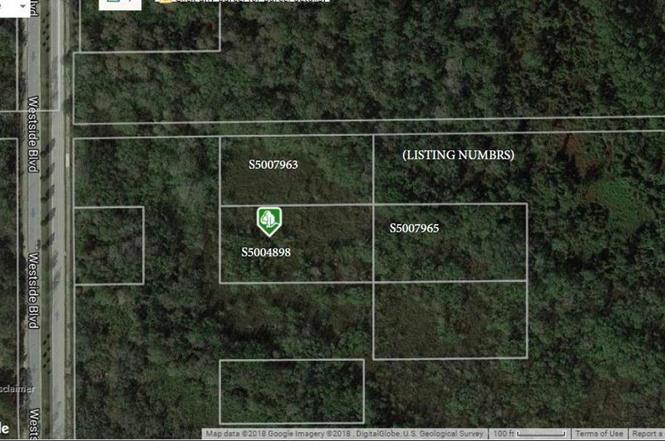 Westside Blvd
S5007963
(LISTING NUMBRS)
S5007965
S5004898
Westside Blvd
sclaimer
Map data ©2018 Google Imagery ©2018 , DigitalGlobe, U.S. Geological Survey
100 ft
Terms of Use
Report a